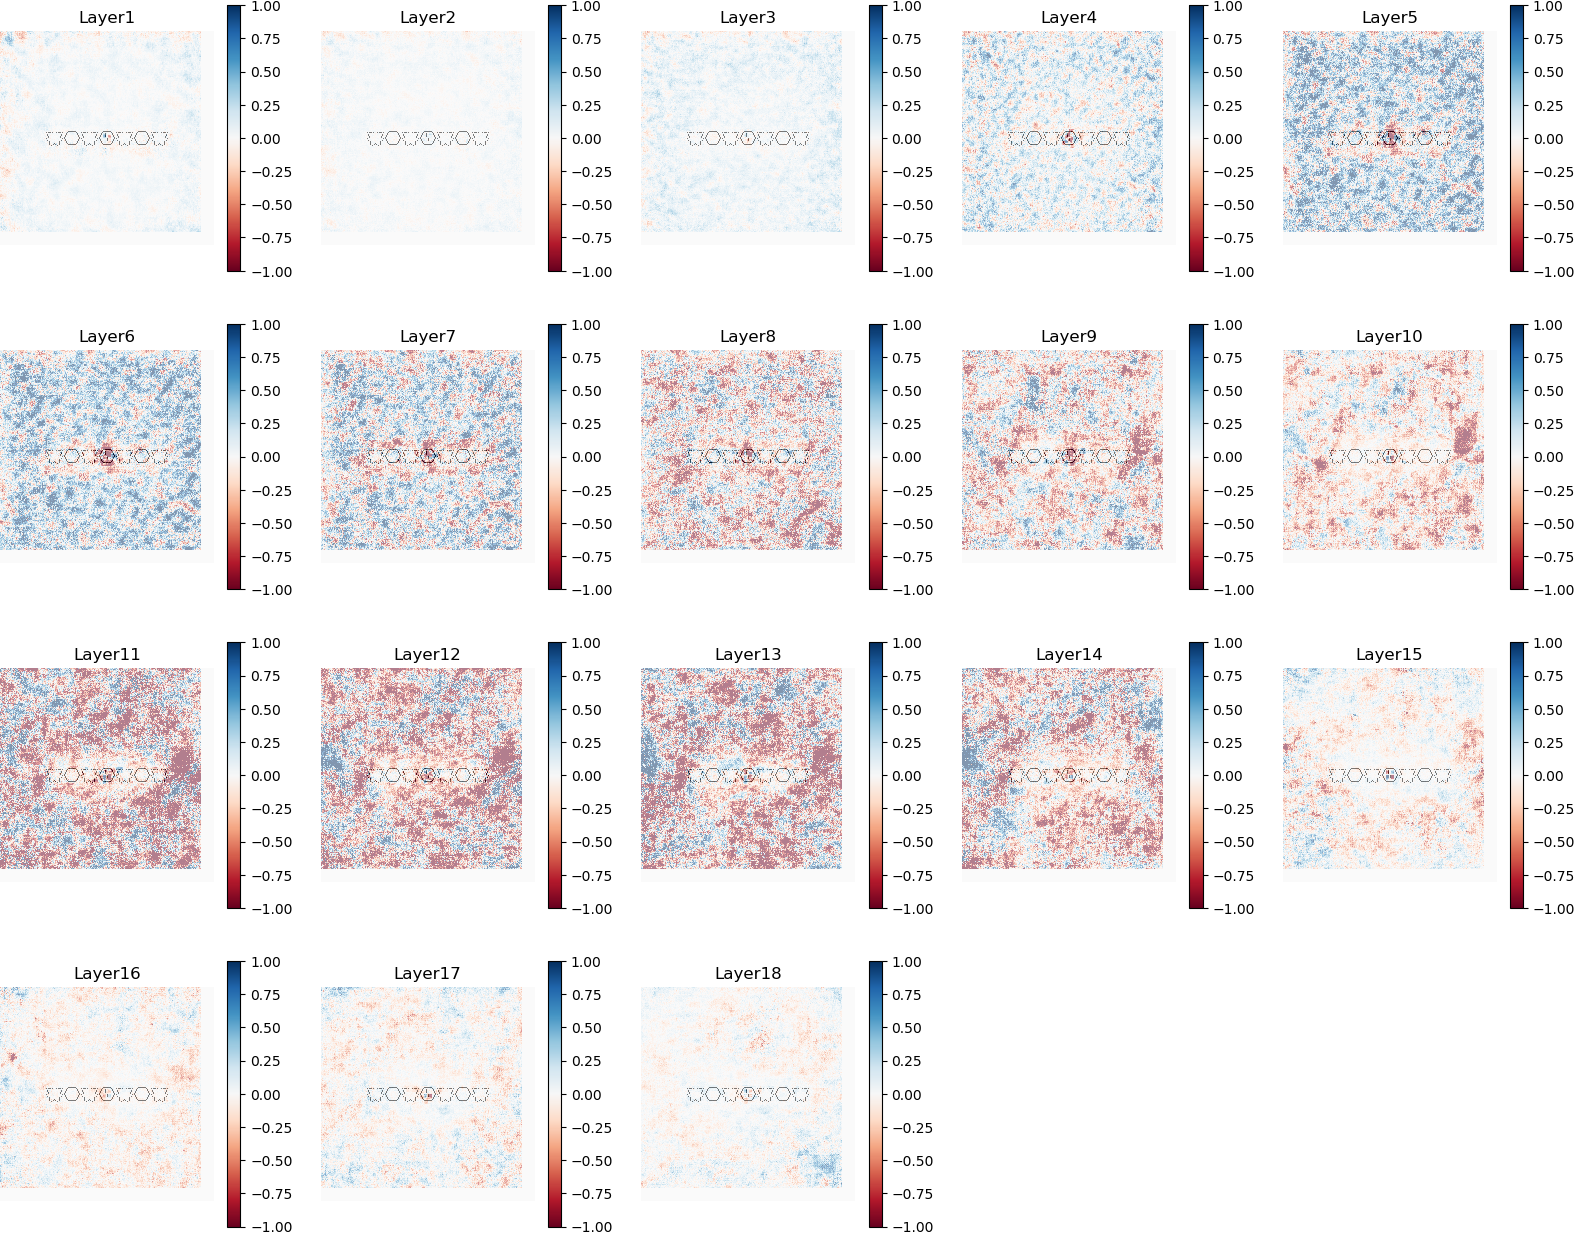 Layer1 Layer2 Layer3 Layer4 Layer5
1.00 1.00 1.00 1.00 1.00
0.75 0.75 0.75 0.75 0.75
0.50 0.50 0.50 0.50 0.50
0.25 0.25 0.25 0.25 0.25
0.00 0.00 0.00 0.00 0.00
−0.25 −0.25 −0.25 −0.25 −0.25
−0.50 −0.50 −0.50 −0.50 −0.50
−0.75 −0.75 −0.75 −0.75 −0.75
−1.00 −1.00 −1.00 −1.00 −1.00
Layer6 Layer7 Layer8 Layer9 Layer10
1.00 1.00 1.00 1.00 1.00
0.75 0.75 0.75 0.75 0.75
0.50 0.50 0.50 0.50 0.50
0.25 0.25 0.25 0.25 0.25
0.00 0.00 0.00 0.00 0.00
−0.25 −0.25 −0.25 −0.25 −0.25
−0.50 −0.50 −0.50 −0.50 −0.50
−0.75 −0.75 −0.75 −0.75 −0.75
−1.00 −1.00 −1.00 −1.00 −1.00
Layer11 Layer12 Layer13 Layer14 Layer15
1.00 1.00 1.00 1.00 1.00
0.75 0.75 0.75 0.75 0.75
0.50 0.50 0.50 0.50 0.50
0.25 0.25 0.25 0.25 0.25
0.00 0.00 0.00 0.00 0.00
−0.25 −0.25 −0.25 −0.25 −0.25
−0.50 −0.50 −0.50 −0.50 −0.50
−0.75 −0.75 −0.75 −0.75 −0.75
−1.00 −1.00 −1.00 −1.00 −1.00
Layer16 Layer17 Layer18
1.00 1.00 1.00
0.75 0.75 0.75
0.50 0.50 0.50
0.25 0.25 0.25
0.00 0.00 0.00
−0.25 −0.25 −0.25
−0.50 −0.50 −0.50
−0.75 −0.75 −0.75
−1.00 −1.00 −1.00